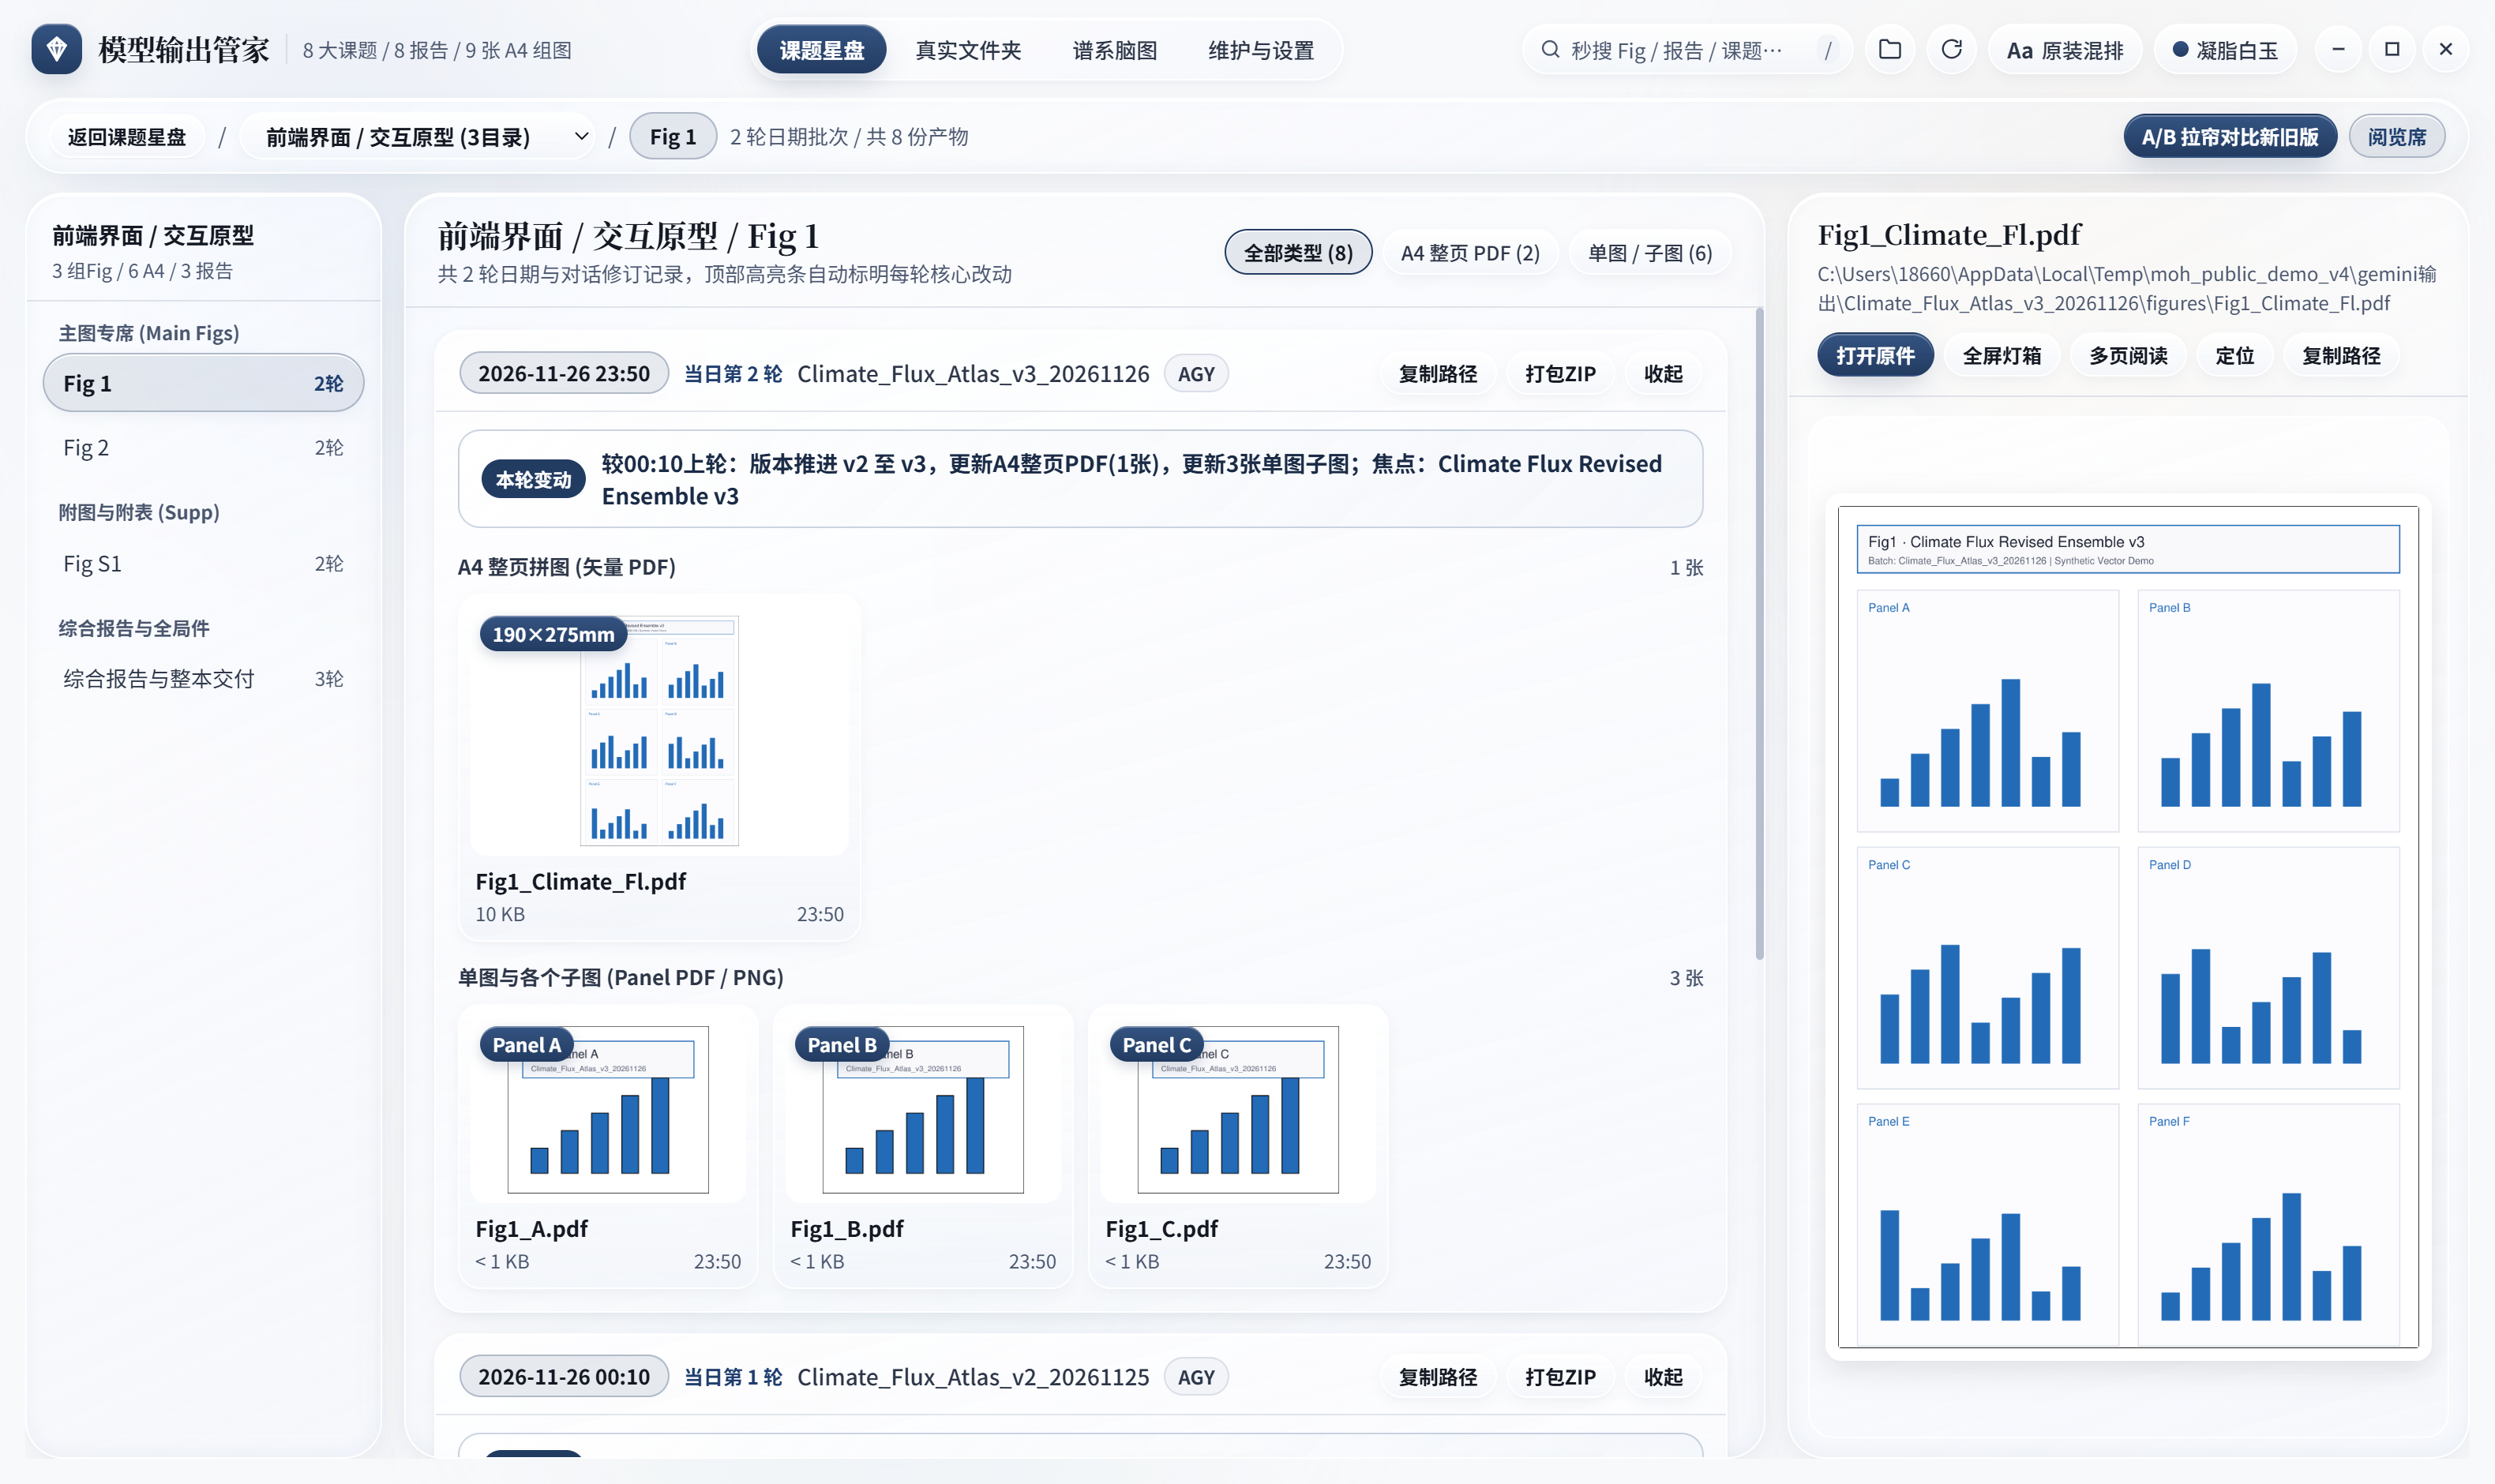 模型输出管家
8 大课题 / 8 报告 / 9 张 A4 组图
课题星盘
真实文件夹
谱系脑图
维护与设置
秒搜 Fig / 报告 / 课题…
/
Aa 原装混排
凝脂白玉
返回课题星盘
/
前端界面 / 交互原型 (3目录)
/
Fig 1
2 轮日期批次 / 共 8 份产物
A/B 拉帘对比新旧版
阅览席
前端界面 / 交互原型
3 组Fig / 6 A4 / 3 报告
主图专席 (Main Figs)
Fig 1
2轮
Fig 2
2轮
附图与附表 (Supp)
Fig S1
2轮
综合报告与全局件
综合报告与整本交付
3轮
前端界面 / 交互原型 / Fig 1
共 2 轮日期与对话修订记录，顶部高亮条自动标明每轮核心改动
全部类型 (8)
A4 整页 PDF (2)
单图 / 子图 (6)
2026-11-26 23:50
当日第 2 轮
Climate_Flux_Atlas_v3_20261126
AGY
复制路径
打包ZIP
收起
本轮变动
较00:10上轮：版本推进 v2 至 v3，更新A4整页PDF(1张)，更新3张单图子图；焦点：Climate Flux Revised
Ensemble v3
A4 整页拼图 (矢量 PDF)
1 张
190×275mm
Fig1_Climate_Fl.pdf
10 KB
23:50
单图与各个子图 (Panel PDF / PNG)
3 张
Panel A
nel A
Climate_Flux_Atlas_v3_20261126
Fig1_A.pdf
< 1 KB
23:50
Panel B
nel B
Climate_Flux_Atlas_v3_20261126
Fig1_B.pdf
< 1 KB
23:50
Panel C
nel C
Climate_Flux_Atlas_v3_20261126
Fig1_C.pdf
< 1 KB
23:50
2026-11-26 00:10
当日第 1 轮
Climate_Flux_Atlas_v2_20261125
AGY
复制路径
打包ZIP
收起
Fig1_Climate_Fl.pdf
C:\Users\18660\AppData\Local\Temp\moh_public_demo_v4\gemini输
出\Climate_Flux_Atlas_v3_20261126\figures\Fig1_Climate_Fl.pdf
打开原件
全屏灯箱
多页阅读
定位
复制路径
Fig1 · Climate Flux Revised Ensemble v3
Batch: Climate_Flux_Atlas_v3_20261126 | Synthetic Vector Demo
Panel A
Panel B
Panel C
Panel D
Panel E
Panel F